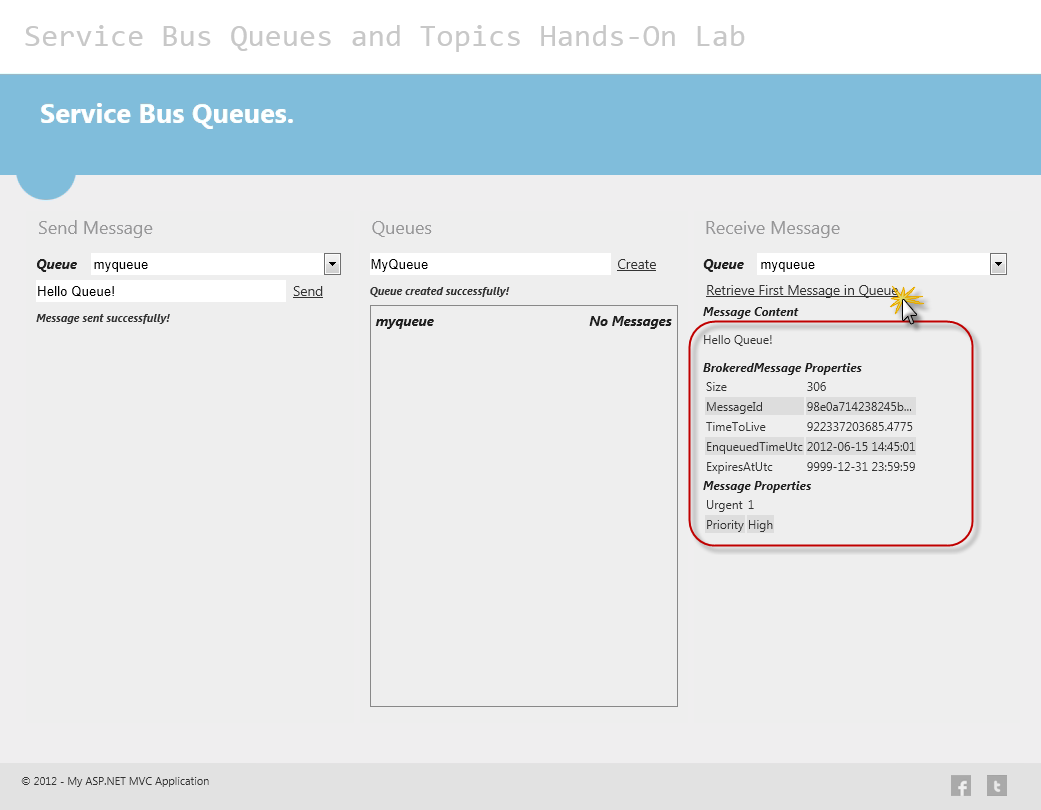 Service Bus Queues and Topics Hands-On Lab
Service Bus Queues.
Send Message
Queue myqueue
Hello Queue! Send
Message sent successfully!
Queues
MyQueue Create
Queue created successfully!
myqueue No Messages
Receive Message
Queue myqueue
Retrieve First Message in Queue
Message Content
Hello Queue!
BrokeredMessage Properties
Size 306
MessageId 98e0a714238245b...
TimeToLive 922337203685.4775
EnqueuedTimeUtc 2012-06-15 14:45:01
ExpiresAtUtc 9999-12-31 23:59:59
Message Properties
Urgent 1
Priority High
© 2012 - My ASP.NET MVC Application
f t